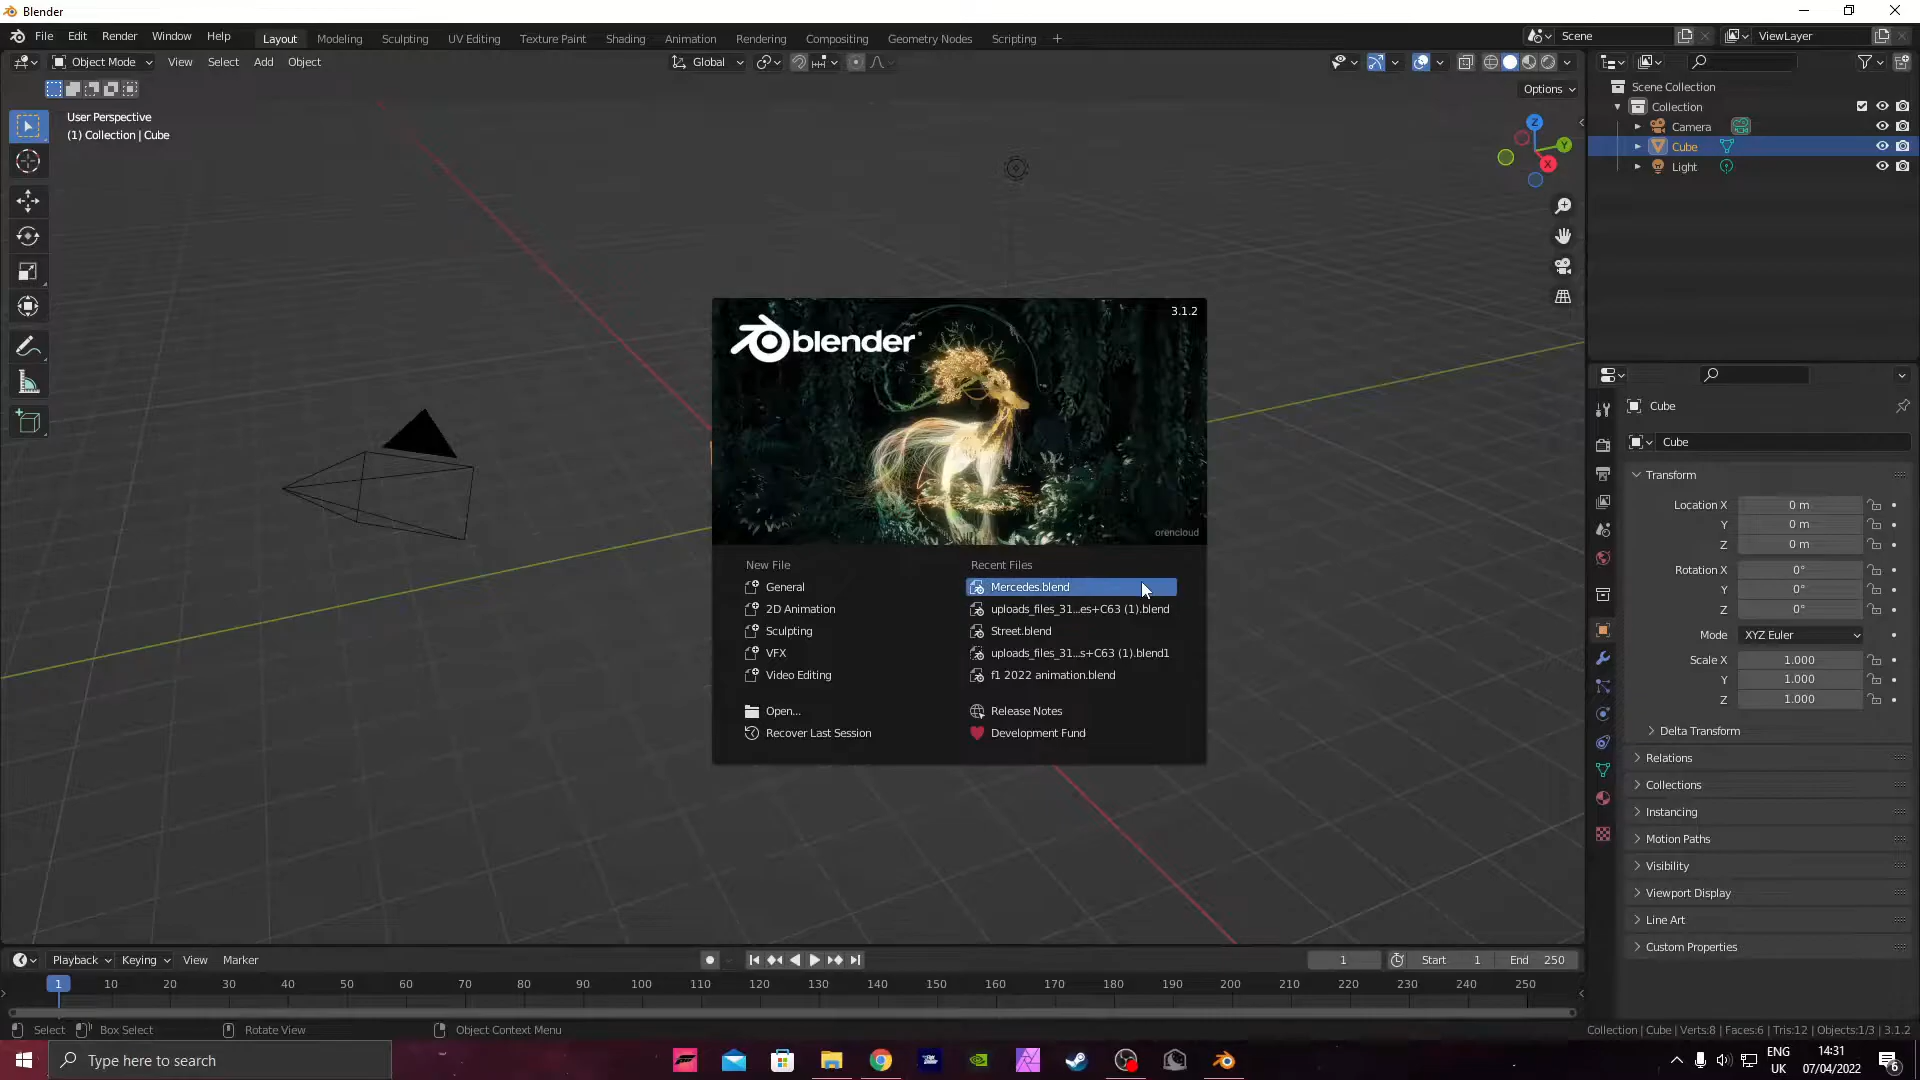 Blender
File Edit Render Window Help Layout Modeling Sculpting UV Editing Texture Paint Shading Animation Rendering Compositing Geometry Nodes Scripting + Scene ViewLayer
Object Mode View Select Add Object Global
Options
User Perspective
(1) Collection | Cube
Z
Y
X
Scene Collection
Collection
Camera
Cube
Light
3.1.2
blender
orencloud
New File
General
2D Animation
Sculpting
VFX
Video Editing
Open...
Recover Last Session
Recent Files
Mercedes.blend
uploads_files_31...es+C63 (1).blend
Street.blend
uploads_files_31...s+C63 (1).blend1
f1 2022 animation.blend
Release Notes
Development Fund
Cube
Cube
Transform
Location X 0 m
Y 0 m
Z 0 m
Rotation X 0°
Y 0°
Z 0°
Mode XYZ Euler
Scale X 1.000
Y 1.000
Z 1.000
Delta Transform
Relations
Collections
Instancing
Motion Paths
Visibility
Viewport Display
Line Art
Custom Properties
Playback Keying View Marker 1 Start 1 End 250
1 10 20 30 40 50 60 70 80 90 100 110 120 130 140 150 160 170 180 190 200 210 220 230 240 250
Select Box Select Rotate View Object Context Menu Collection | Cube | Verts:8 | Faces:6 | Tris:12 | Objects:1/3 | 3.1.2
Type here to search
ENG
UK
14:31
07/04/2022
6